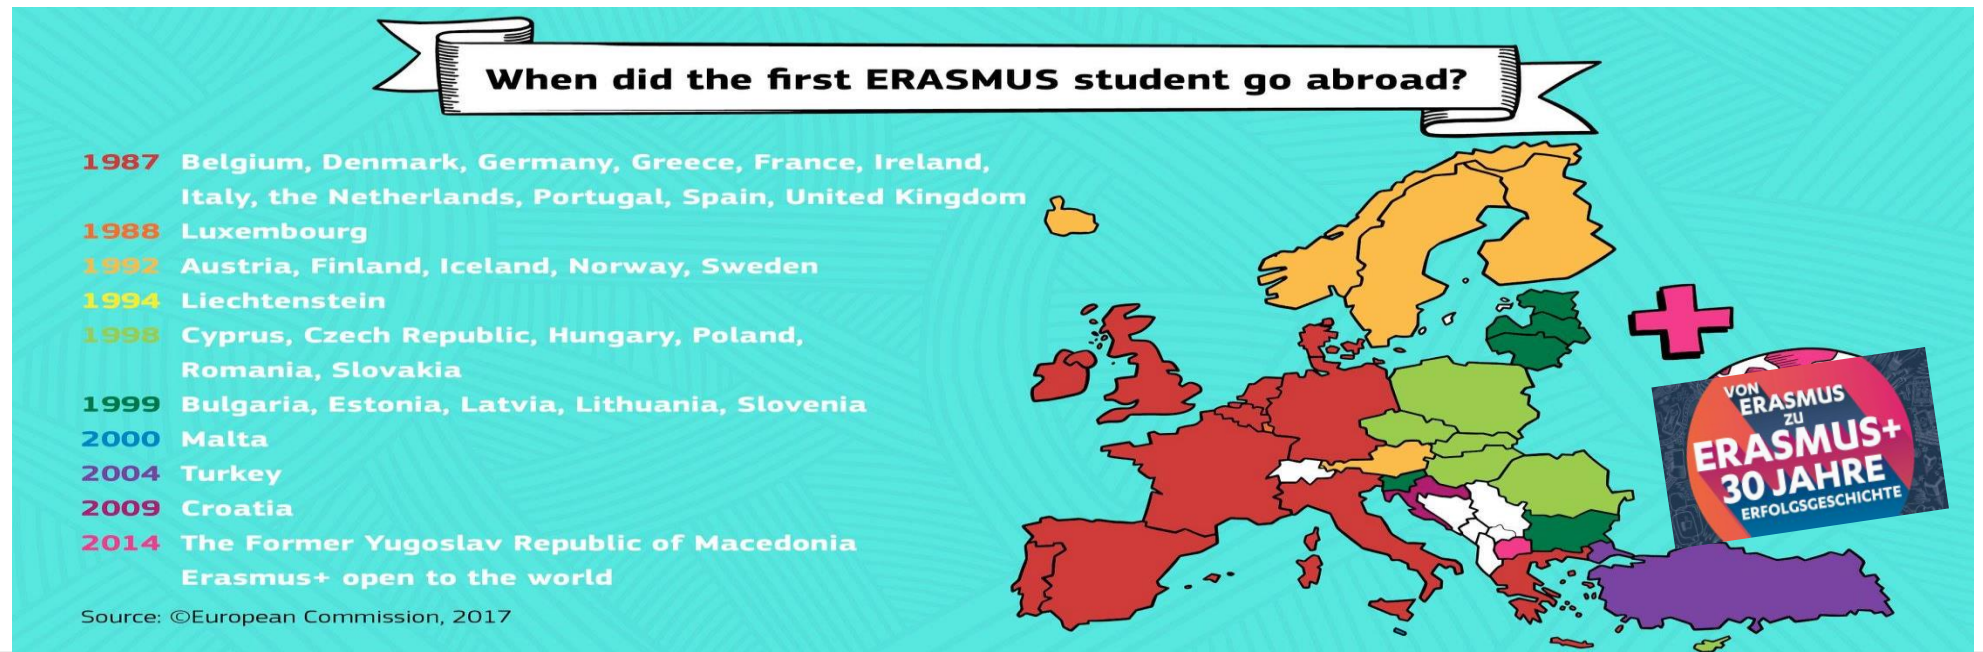 When did the first ERASMUS student go abroad?
1987 Belgium, Denmark, Germany, Greece, France, Ireland,
Italy, the Netherlands, Portugal, Spain, United Kingdom
1988 Luxembourg
1992 Austria, Finland, Iceland, Norway, Sweden
1994 Liechtenstein
1998 Cyprus, Czech Republic, Hungary, Poland,
Romania, Slovakia
1999 Bulgaria, Estonia, Latvia, Lithuania, Slovenia
2000 Malta
2004 Turkey
2009 Croatia
2014 The Former Yugoslav Republic of Macedonia
Erasmus+ open to the world
Source: ©European Commission, 2017
VON
ERASMUS
ZU
ERASMUS+
30 JAHRE
ERFOLGSGESCHICHTE